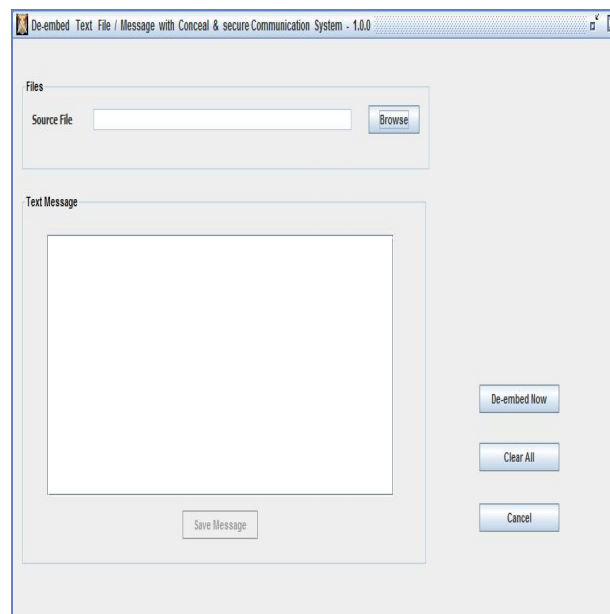 De-embed Text File / Message with Conceal & secure Communication System - 1.0.0
Files
Source File
Browse
Text Message
De-embed Now
Clear All
Save Message
Cancel